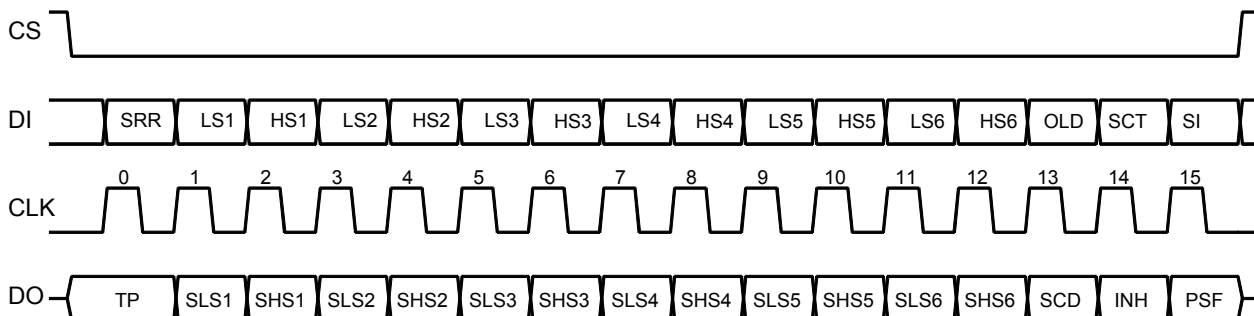 CS
DI SRR LS1 HS1 LS2 HS2 LS3 HS3 LS4 HS4 LS5 HS5 LS6 HS6 OLD SCT SI
0 1 2 3 4 5 6 7 8 9 10 11 12 13 14 15
CLK
DO TP SLS1 SHS1 SLS2 SHS2 SLS3 SHS3 SLS4 SHS4 SLS5 SHS5 SLS6 SHS6 SCD INH PSF